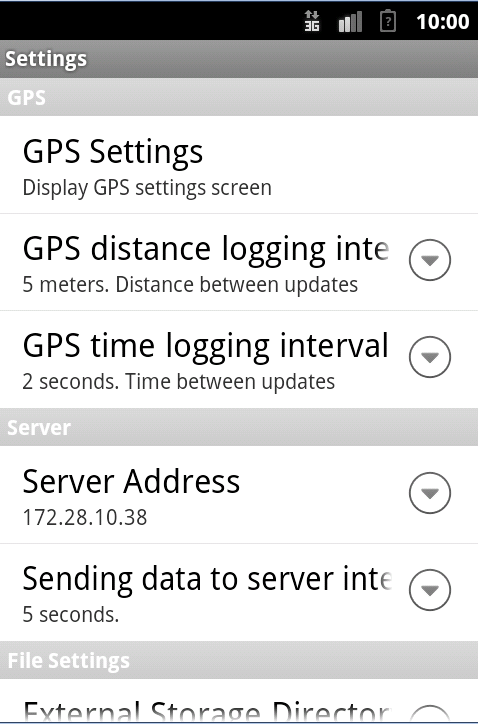 3G ? 10:00
Settings
GPS
GPS Settings
Display GPS settings screen
GPS distance logging inte
5 meters. Distance between updates
GPS time logging interval
2 seconds. Time between updates
Server
Server Address
172.28.10.38
Sending data to server inte
5 seconds.
File Settings
External Storage Director